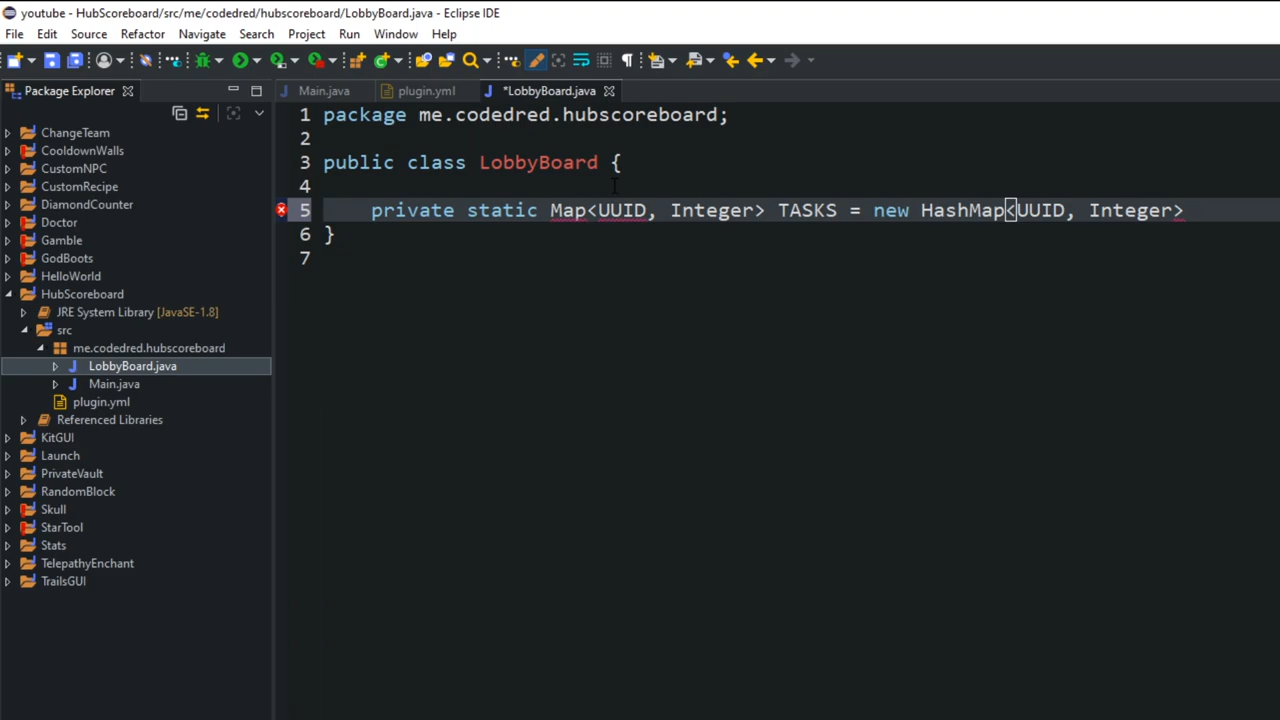 youtube - HubScoreboard/src/me/codedred/hubscoreboard/LobbyBoard.java - Eclipse IDE
File Edit Source Refactor Navigate Search Project Run Window Help
Package Explorer
Main.java plugin.yml *LobbyBoard.java
1 package me.codedred.hubscoreboard;
2
3 public class LobbyBoard {
4
5 private static Map<UUID, Integer> TASKS = new HashMap<UUID, Integer>
6 }
7
ChangeTeam
CooldownWalls
CustomNPC
CustomRecipe
DiamondCounter
Doctor
Gamble
GodBoots
HelloWorld
HubScoreboard
JRE System Library [JavaSE-1.8]
src
me.codedred.hubscoreboard
LobbyBoard.java
Main.java
plugin.yml
Referenced Libraries
KitGUI
Launch
PrivateVault
RandomBlock
Skull
StarTool
Stats
TelepathyEnchant
TrailsGUI